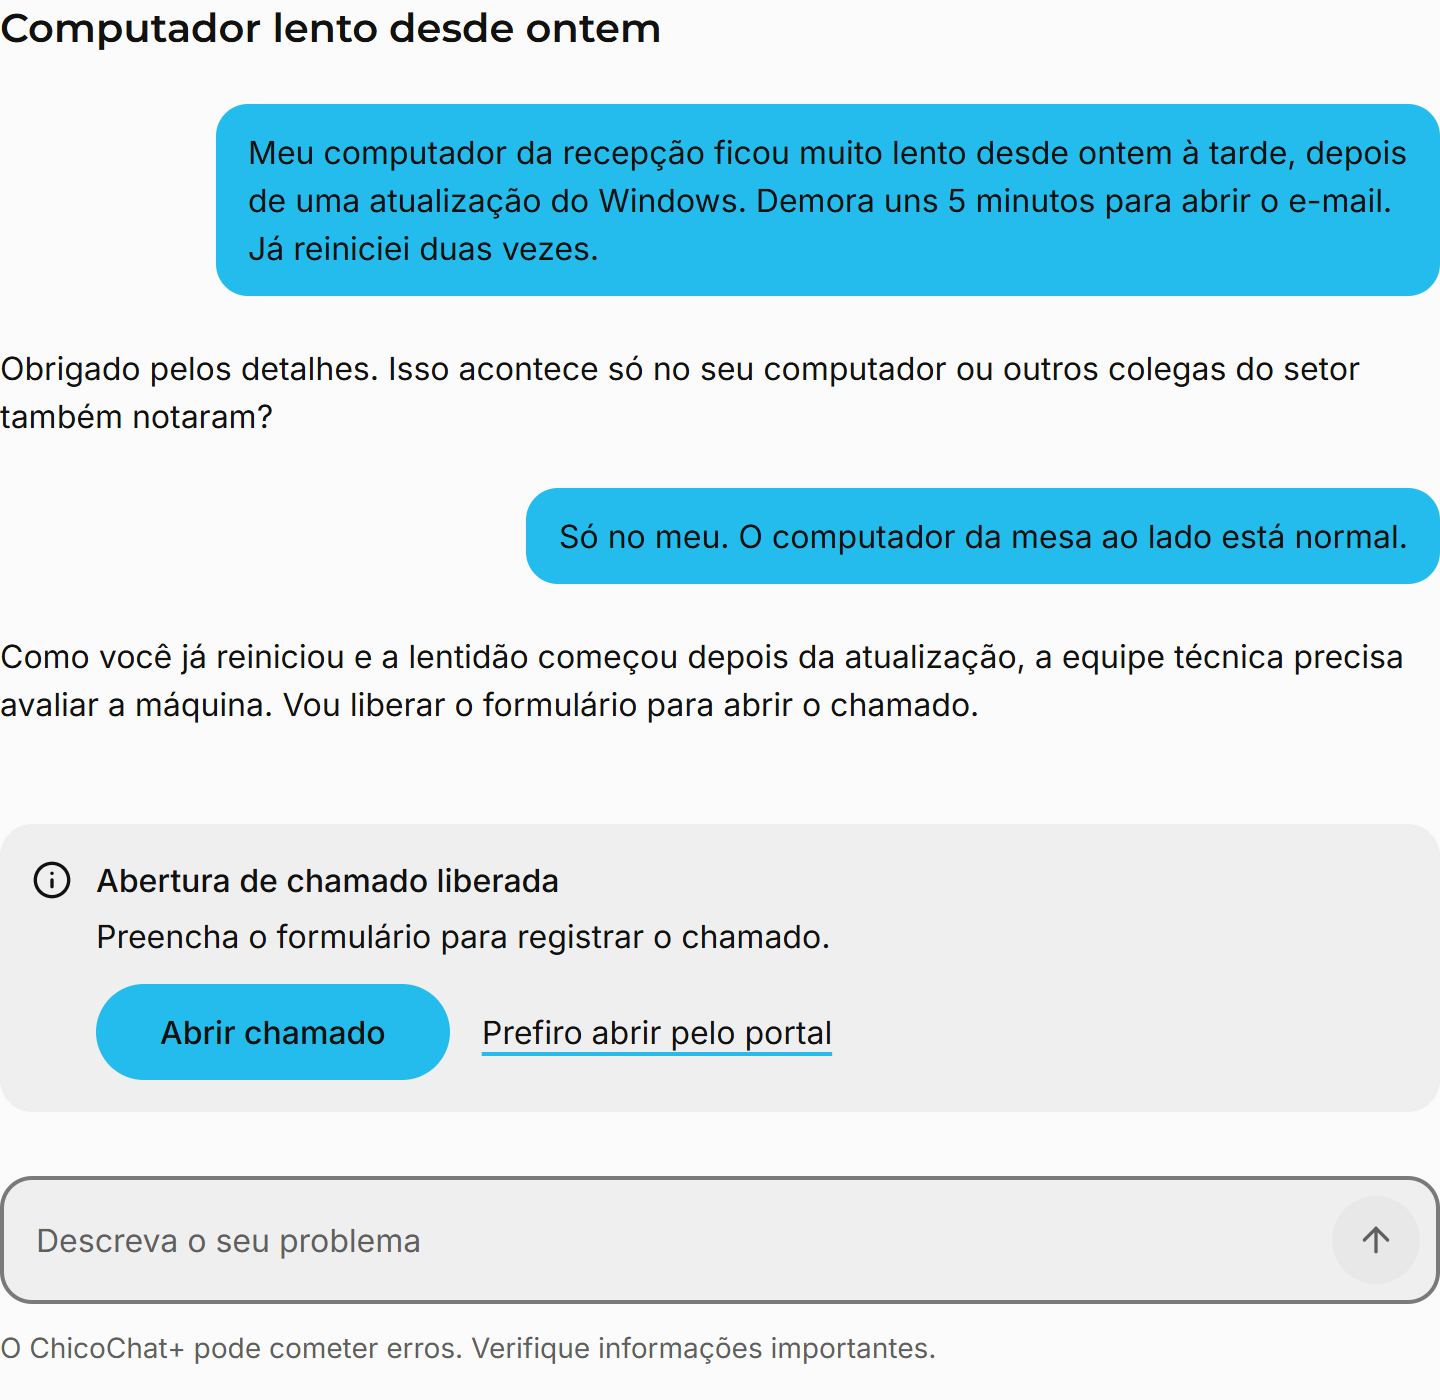 Computador lento desde ontem
Meu computador da recepção ficou muito lento desde ontem à tarde, depois
de uma atualização do Windows. Demora uns 5 minutos para abrir o e-mail.
Já reiniciei duas vezes.
Obrigado pelos detalhes. Isso acontece só no seu computador ou outros colegas do setor
também notaram?
Só no meu. O computador da mesa ao lado está normal.
Como você já reiniciou e a lentidão começou depois da atualização, a equipe técnica precisa
avaliar a máquina. Vou liberar o formulário para abrir o chamado.
Abertura de chamado liberada
Preencha o formulário para registrar o chamado.
Abrir chamado
Prefiro abrir pelo portal
Descreva o seu problema
O ChicoChat+ pode cometer erros. Verifique informações importantes.